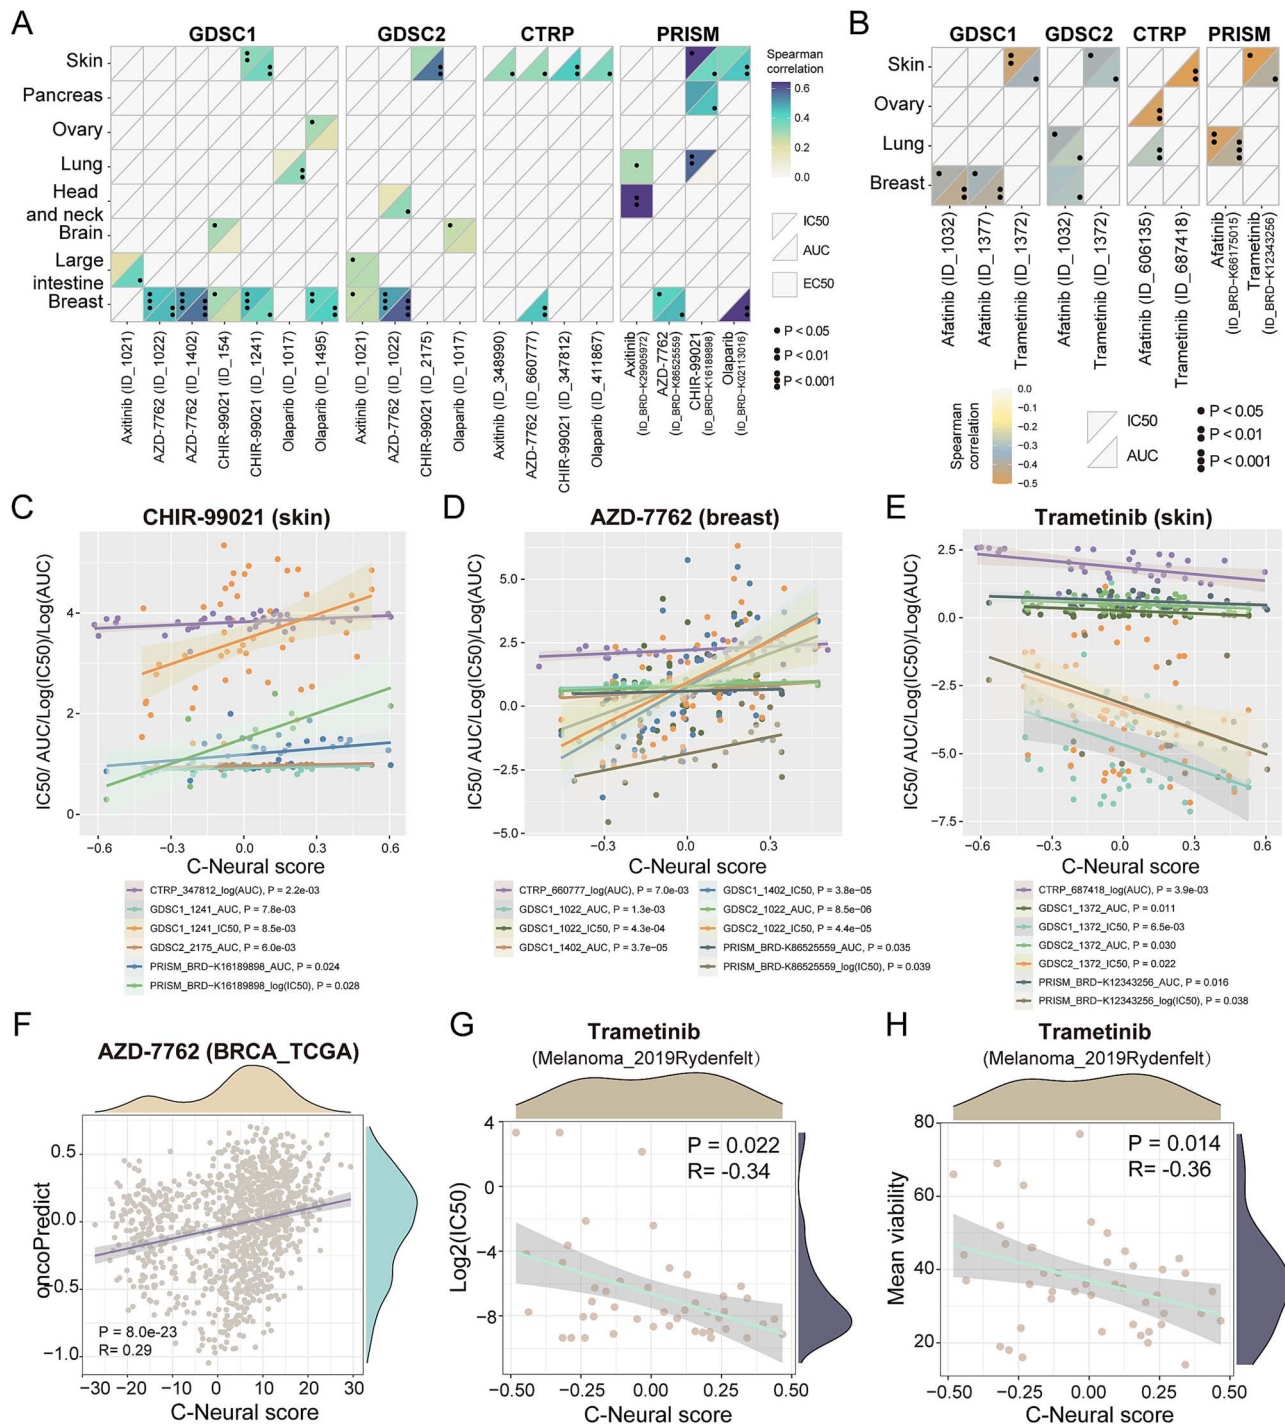 A
GDSC1
GDSC2
CTRP
PRISM
Skin
Pancreas
Ovary
Lung
Head
and neck
Brain
Large
intestine
Breast
Axitinib (ID_1021)
AZD-7762 (ID_1022)
AZD-7762 (ID_1402)
CHIR-99021 (ID_154)
CHIR-99021 (ID_1241)
Olaparib (ID_1017)
Olaparib (ID_1495)
Axitinib (ID_1021)
AZD-7762 (ID_1022)
CHIR-99021 (ID_2175)
Olaparib (ID_1017)
Axitinib (ID_348990)
AZD-7762 (ID_660777)
CHIR-99021 (ID_347812)
Olaparib (ID_411867)
Axitinib
(ID_BRD-K29905972)
AZD-7762
(ID_BRD-K86525559)
CHIR-99021
(ID_BRD-K16189898)
Olaparib
(ID_BRD-K02113016)
Spearman
correlation
0.6
0.4
0.2
0.0
IC50
AUC
EC50
P < 0.05
P < 0.01
P < 0.001
B
GDSC1
GDSC2
CTRP
PRISM
Skin
Ovary
Lung
Breast
Afatinib (ID_1032)
Afatinib (ID_1377)
Trametinib (ID_1372)
Afatinib (ID_1032)
Trametinib (ID_1372)
Afatinib (ID_606135)
Trametinib (ID_687418)
Afatinib
(ID_BRD-K66175015)
Trametinib
(ID_BRD-K12343256)
Spearman
correlation
0.0
−0.1
−0.2
−0.3
−0.4
−0.5
IC50
AUC
P < 0.05
P < 0.01
P < 0.001
C
CHIR-99021 (skin)
IC50/ AUC/Log(IC50)/Log(AUC)
4
2
0
−0.6 −0.3 0.0 0.3 0.6
C-Neural score
CTRP_347812_log(AUC), P = 2.2e-03
GDSC1_1241_AUC, P = 7.8e-03
GDSC1_1241_IC50, P = 8.5e-03
GDSC2_2175_AUC, P = 6.0e-03
PRISM_BRD−K16189898_AUC, P = 0.024
PRISM_BRD−K16189898_log(IC50), P = 0.028
D
AZD-7762 (breast)
IC50/ AUC/Log(IC50)/Log(AUC)
5.0
2.5
0.0
−2.5
−5.0
−0.3 0.0 0.3
C-Neural score
CTRP_660777_log(AUC), P = 7.0e-03
GDSC1_1022_AUC, P = 1.3e-03
GDSC1_1022_IC50, P = 4.3e-04
GDSC1_1402_AUC, P = 3.7e-05
GDSC1_1402_IC50, P = 3.8e-05
GDSC2_1022_AUC, P = 8.5e-06
GDSC2_1022_IC50, P = 4.4e-05
PRISM_BRD-K86525559_AUC, P = 0.035
PRISM_BRD-K86525559_log(IC50), P = 0.039
E
Trametinib (skin)
IC50/ AUC/Log(IC50)/Log(AUC)
2.5
0.0
−2.5
−5.0
−7.5
−0.6 −0.3 0.0 0.3 0.6
C-Neural score
CTRP_687418_log(AUC), P = 3.9e-03
GDSC1_1372_AUC, P = 0.011
GDSC1_1372_IC50, P = 6.5e-03
GDSC2_1372_AUC, P = 0.030
GDSC2_1372_IC50, P = 0.022
PRISM_BRD−K12343256_AUC, P = 0.016
PRISM_BRD−K12343256_log(IC50), P = 0.038
F
AZD-7762 (BRCA_TCGA)
oncoPredict
0.5
0.0
−0.5
−1.0
P = 8.0e-23
R= 0.29
−30 −20 −10 0 10 20 30
C-Neural score
G
Trametinib
(Melanoma_2019Rydenfelt)
Log2(IC50)
4
0
−4
−8
P = 0.022
R= -0.34
−0.50 −0.25 0.00 0.25 0.50
C-Neural score
H
Trametinib
(Melanoma_2019Rydenfelt)
Mean viability
80
60
40
20
P = 0.014
R= -0.36
−0.50 −0.25 0.00 0.25 0.50
C-Neural score